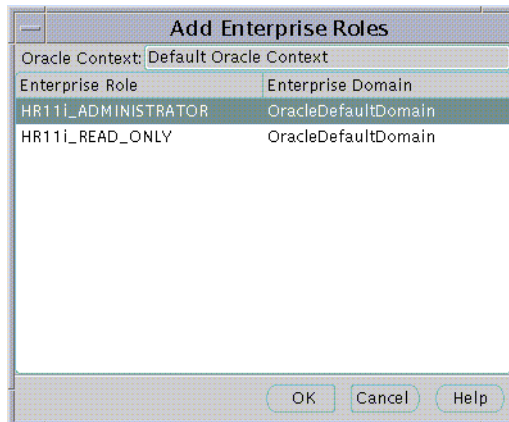 Add Enterprise Roles
Oracle Context: Default Oracle Context
Enterprise Role Enterprise Domain
HR11i_ADMINISTRATOR OracleDefaultDomain
HR11i_READ_ONLY OracleDefaultDomain
OK Cancel Help